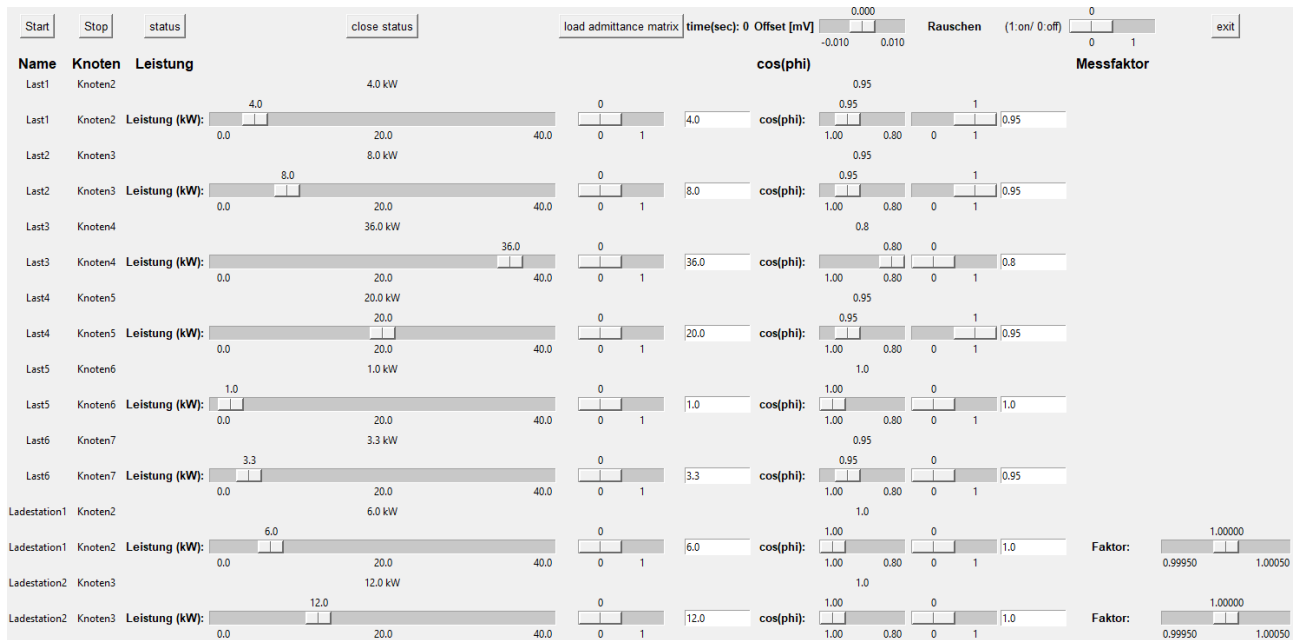 0.000 0
Start Stop status close status load admittance matrix time(sec): 0 Offset [mV] Rauschen (1:on/ 0:off) exit
-0.010 0.010 0 1
Name Knoten Leistung cos(phi) Messfaktor
Last1 Knoten2 4.0 kW 0.95
4.0 0 0.95 1
Last1 Knoten2 Leistung (kW): 4.0 cos(phi): 0.95
0.0 20.0 40.0 0 1 1.00 0.80 0 1
Last2 Knoten3 8.0 kW 0.95
8.0 0 0.95 1
Last2 Knoten3 Leistung (kW): 8.0 cos(phi): 0.95
0.0 20.0 40.0 0 1 1.00 0.80 0 1
Last3 Knoten4 36.0 kW 0.8
36.0 0 0.80 0
Last3 Knoten4 Leistung (kW): 36.0 cos(phi): 0.8
0.0 20.0 40.0 0 1 1.00 0.80 0 1
Last4 Knoten5 20.0 kW 0.95
20.0 0 0.95 1
Last4 Knoten5 Leistung (kW): 20.0 cos(phi): 0.95
0.0 20.0 40.0 0 1 1.00 0.80 0 1
Last5 Knoten6 1.0 kW 1.0
1.0 0 1.00 0
Last5 Knoten6 Leistung (kW): 1.0 cos(phi): 1.0
0.0 20.0 40.0 0 1 1.00 0.80 0 1
Last6 Knoten7 3.3 kW 0.95
3.3 0 0.95 0
Last6 Knoten7 Leistung (kW): 3.3 cos(phi): 0.95
0.0 20.0 40.0 0 1 1.00 0.80 0 1
Ladestation1 Knoten2 6.0 kW 1.0
6.0 0 1.00 0 1.00000
Ladestation1 Knoten2 Leistung (kW): 6.0 cos(phi): 1.0 Faktor:
0.0 20.0 40.0 0 1 1.00 0.80 0 1 0.99950 1.00050
Ladestation2 Knoten3 12.0 kW 1.0
12.0 0 1.00 0 1.00000
Ladestation2 Knoten3 Leistung (kW): 12.0 cos(phi): 1.0 Faktor:
0.0 20.0 40.0 0 1 1.00 0.80 0 1 0.99950 1.00050